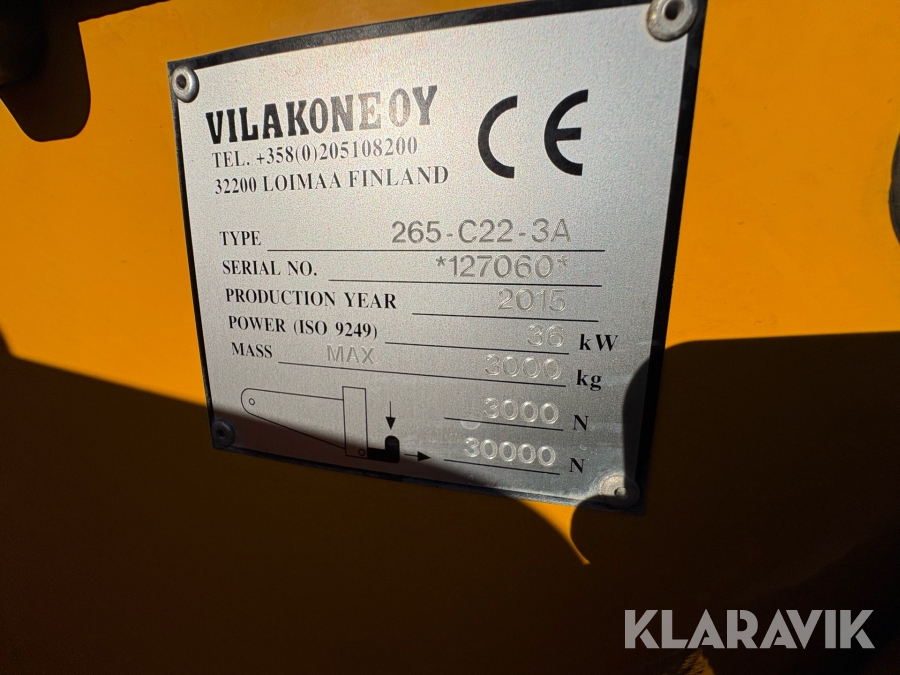 VILAKONE OY
TEL. +358(0)205108200
32200 LOIMAA FINLAND
CE
TYPE 265-C22-3A
SERIAL NO. *127060*
PRODUCTION YEAR 2015
POWER (ISO 9249) 36 kW
MASS MAX 3000 kg
3000 N
30000 N
KLARAVIK